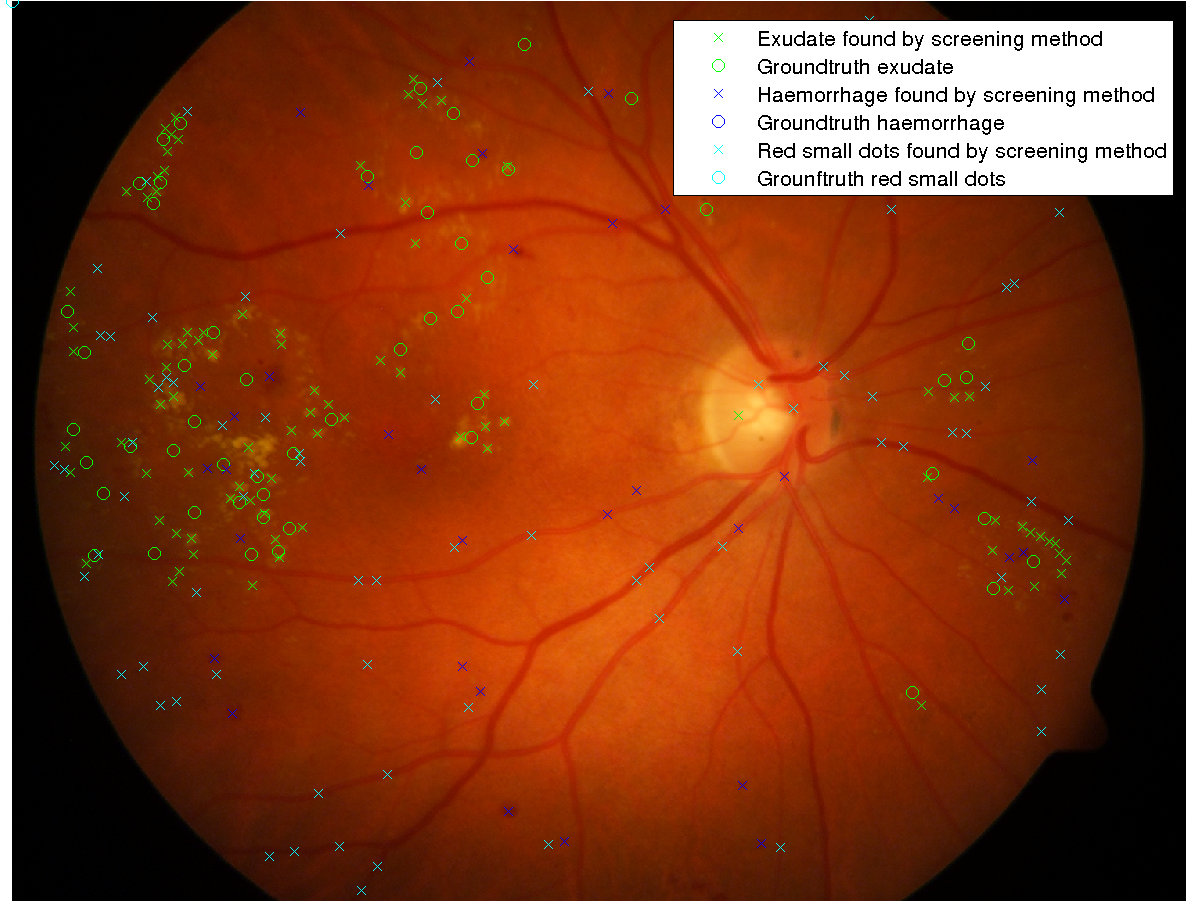 Exudate found by screening method
Groundtruth exudate
Haemorrhage found by screening method
Groundtruth haemorrhage
Red small dots found by screening method
Grounftruth red small dots